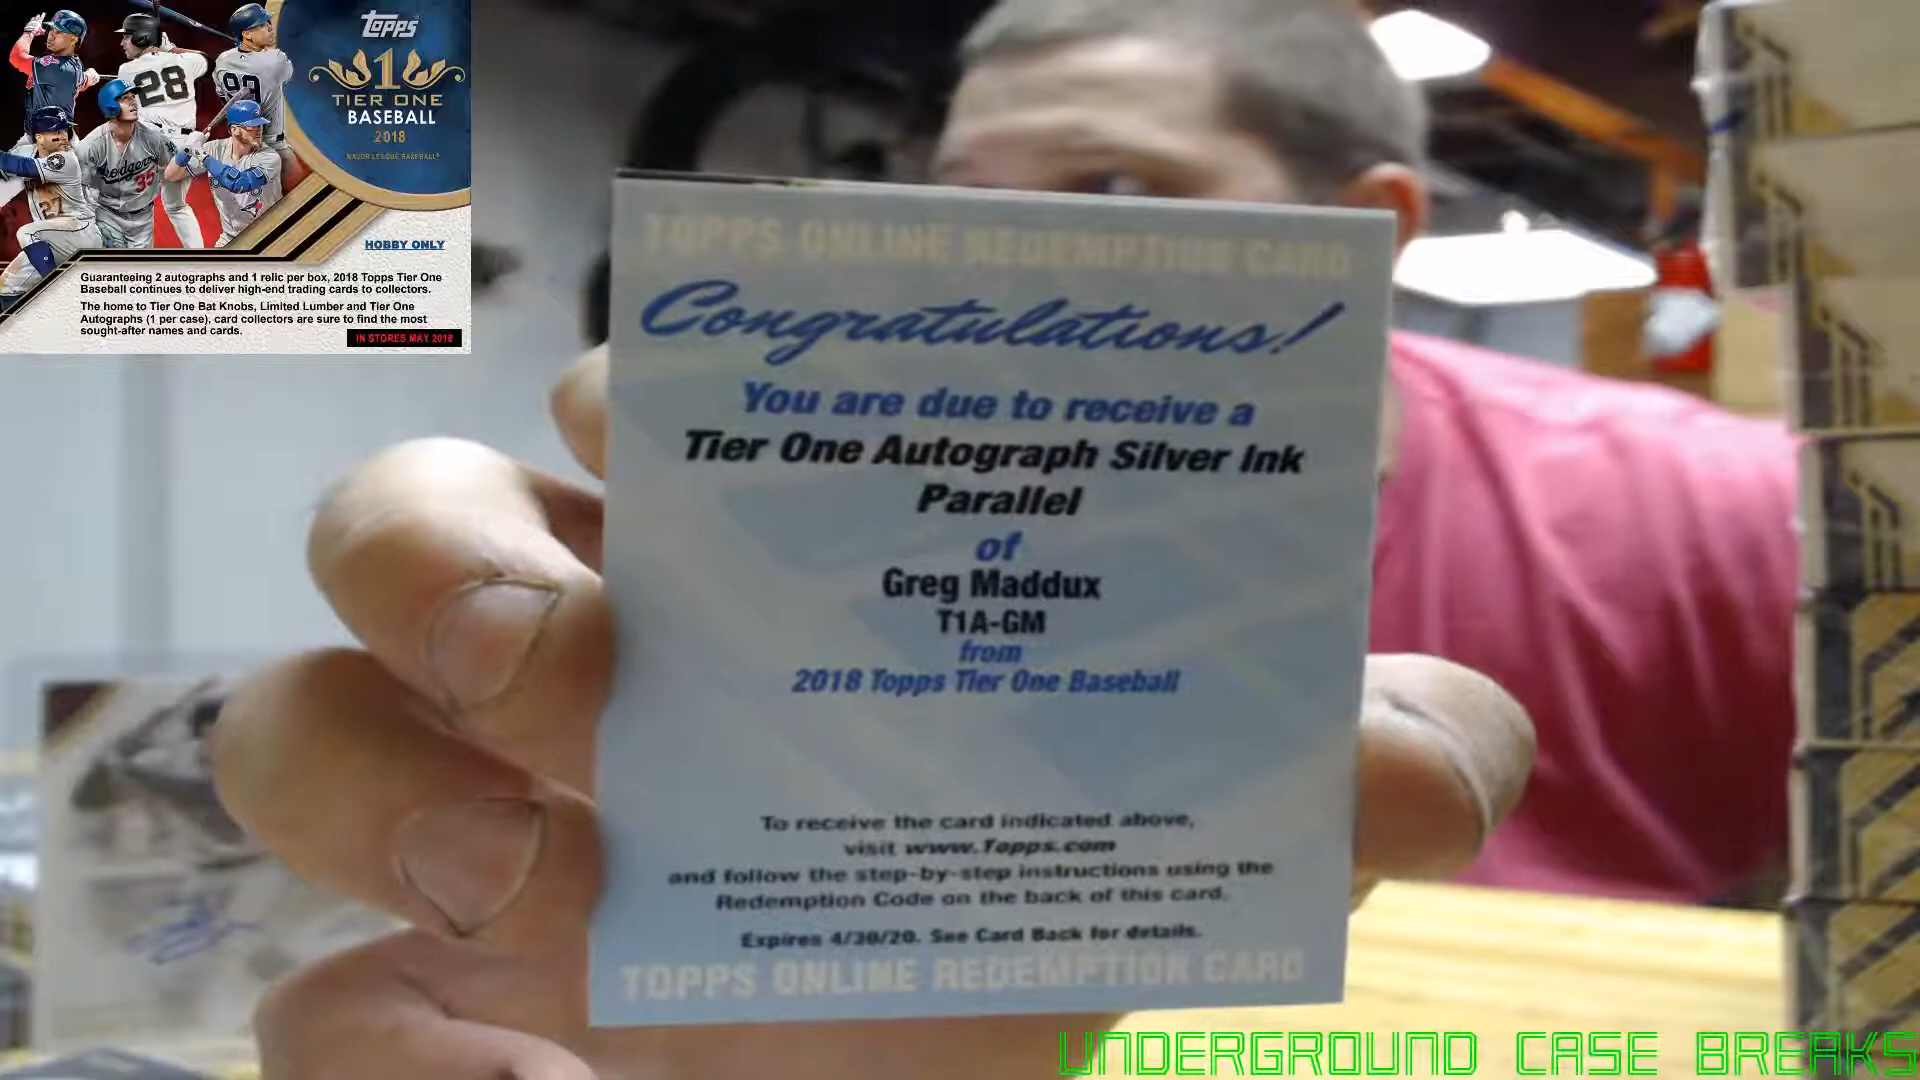 Topps
1
TIER ONE
BASEBALL
2018
MAJOR LEAGUE BASEBALL
28
Dodgers
35
HOBBY ONLY
Guaranteeing 2 autographs and 1 relic per box, 2018 Topps Tier One
Baseball continues to deliver high-end trading cards to collectors.
The home to Tier One Bat Knobs, Limited Lumber and Tier One
Autographs (1 per case), card collectors are sure to find the most
sought-after names and cards.
IN STORES MAY 2018
TOPPS ONLINE REDEMPTION CARD
Congratulations!
You are due to receive a
Tier One Autograph Silver Ink
Parallel
of
Greg Maddux
T1A-GM
from
2018 Topps Tier One Baseball
To receive the card indicated above,
visit www.Topps.com
and follow the step-by-step instructions using the
Redemption Code on the back of this card.
Expires 4/30/20. See Card Back for details.
TOPPS ONLINE REDEMPTION CARD
UNDERGROUND CASE BREAKS